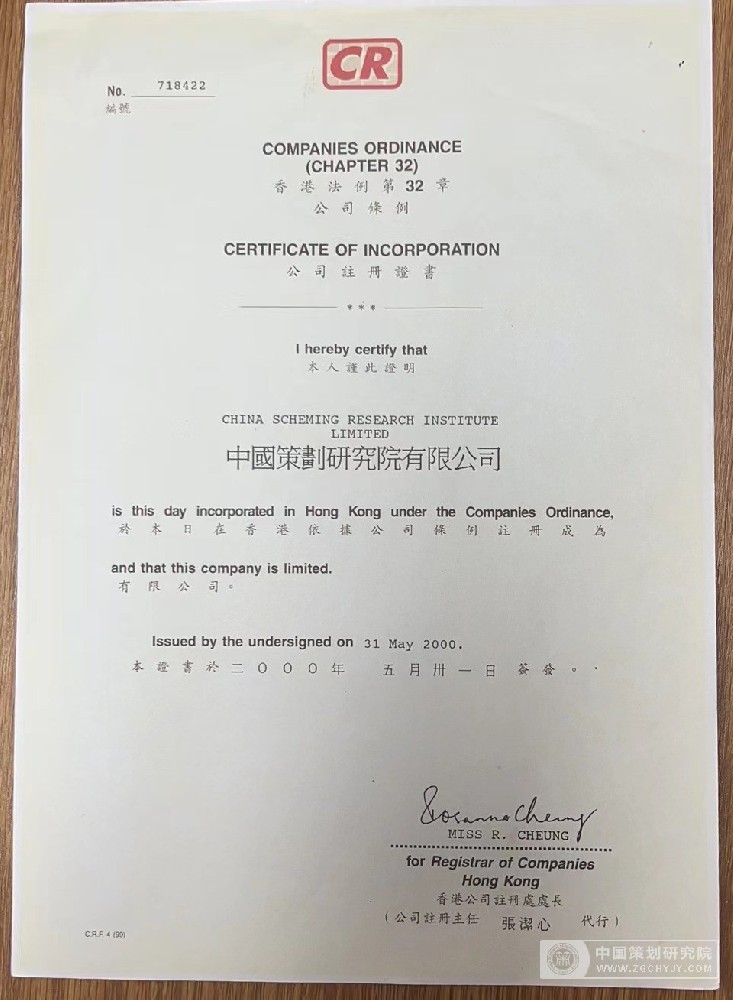 CR
No. 718422
編號
COMPANIES ORDINANCE
(CHAPTER 32)
香港法例第 32 章
公司條例
CERTIFICATE OF INCORPORATION
公司註冊證書
***
I hereby certify that
本人謹此證明
CHINA SCHEMING RESEARCH INSTITUTE
LIMITED
中國策劃研究院有限公司
is this day incorporated in Hong Kong under the Companies Ordinance,
於本日在香港依據公司條例註冊成為
and that this company is limited.
有限公司。
Issued by the undersigned on 31 May 2000.
本證書於二〇〇〇年 五月卅一日簽發。
Rosanna Cheung
MISS R. CHEUNG
for Registrar of Companies
Hong Kong
香港公司註冊處處長
(公司註冊主任 張潔心 代行)
C.R.F. 4 (90)
中国策划研究院
WWW.ZGCHYJY.COM